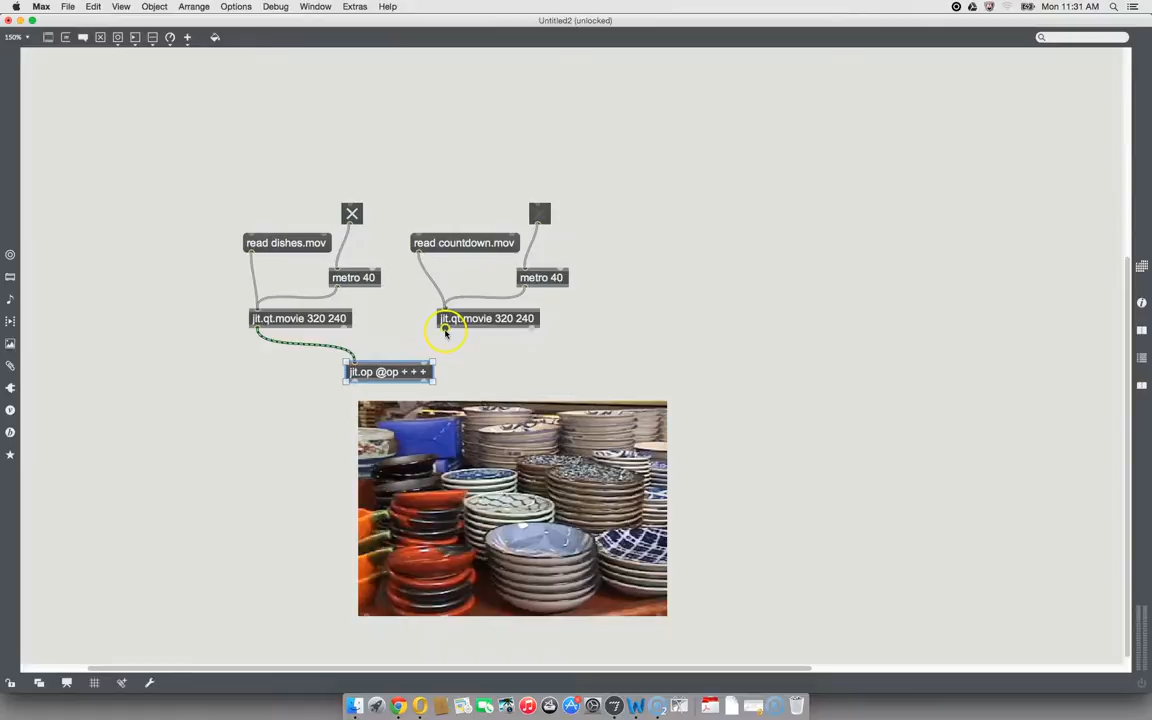 Max File Edit View Object Arrange Options Debug Window Extras Help Mon 11:31 AM
Untitled2 (unlocked)
150%
read dishes.mov
read countdown.mov
metro 40
metro 40
jit.qt.movie 320 240
jit.qt.movie 320 240
jit.op @op + + +